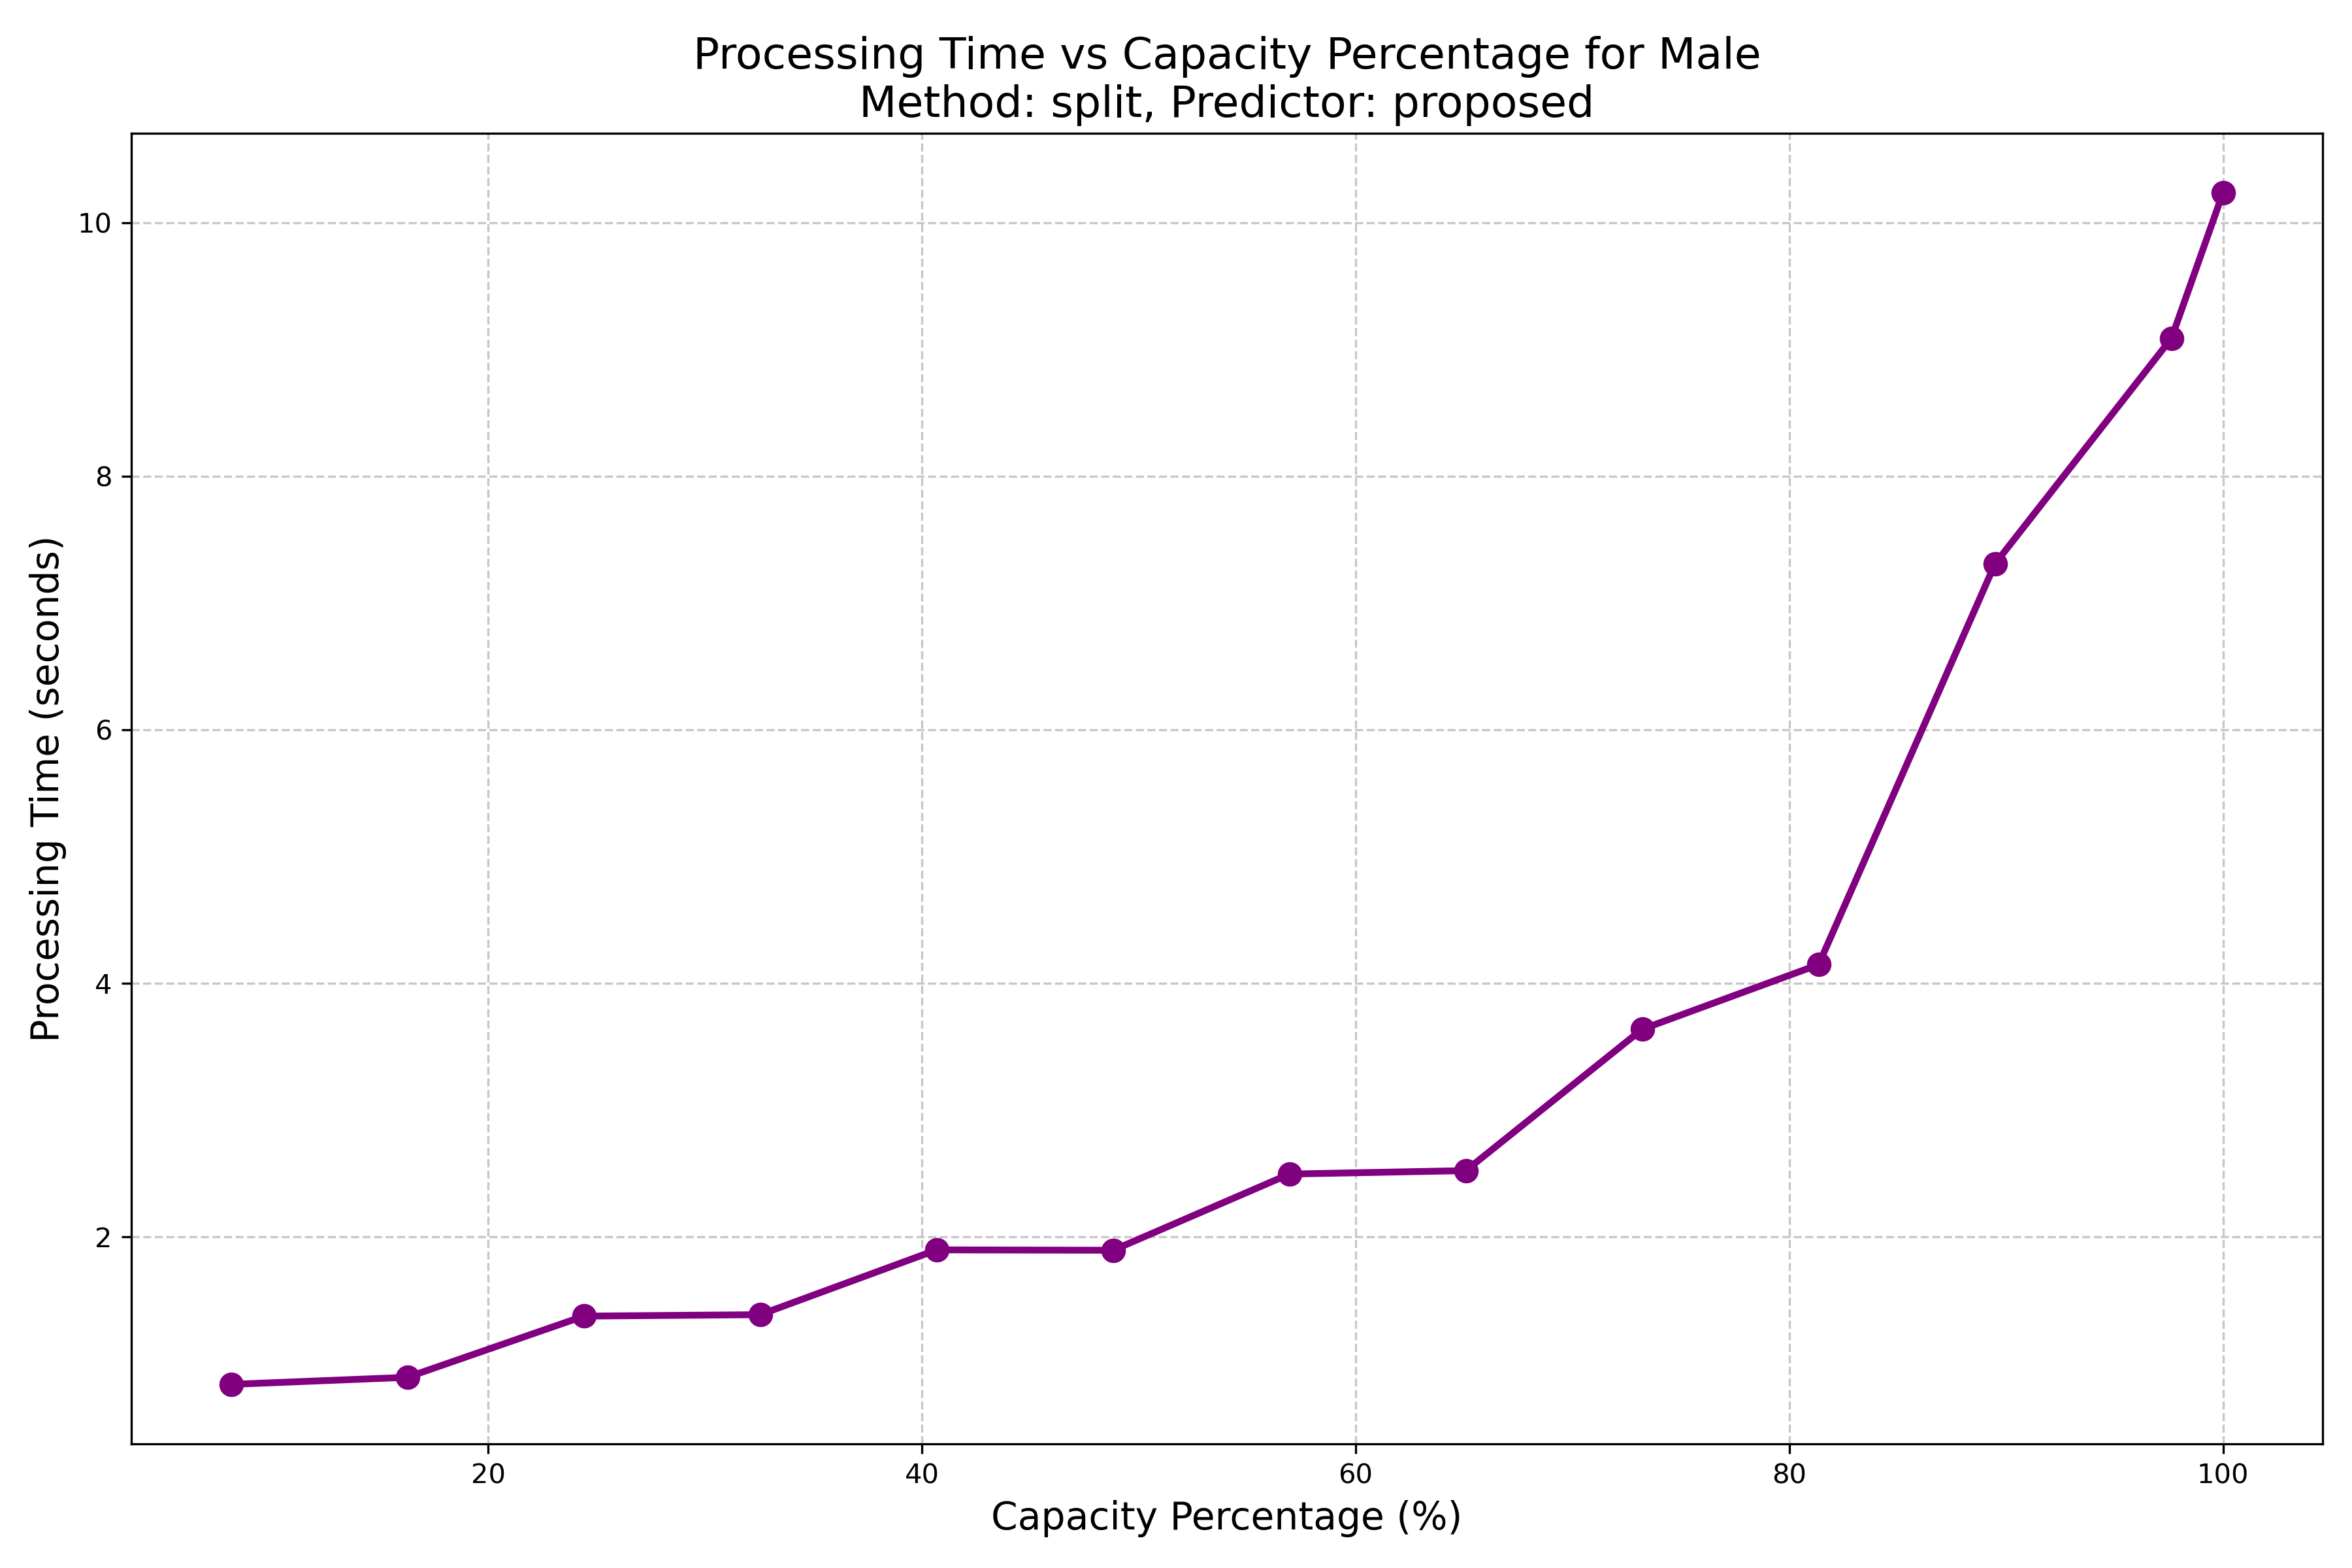 Processing Time vs Capacity Percentage for Male
Method: split, Predictor: proposed
Processing Time (seconds)
10
8
6
4
2
20 40 60 80 100
Capacity Percentage (%)